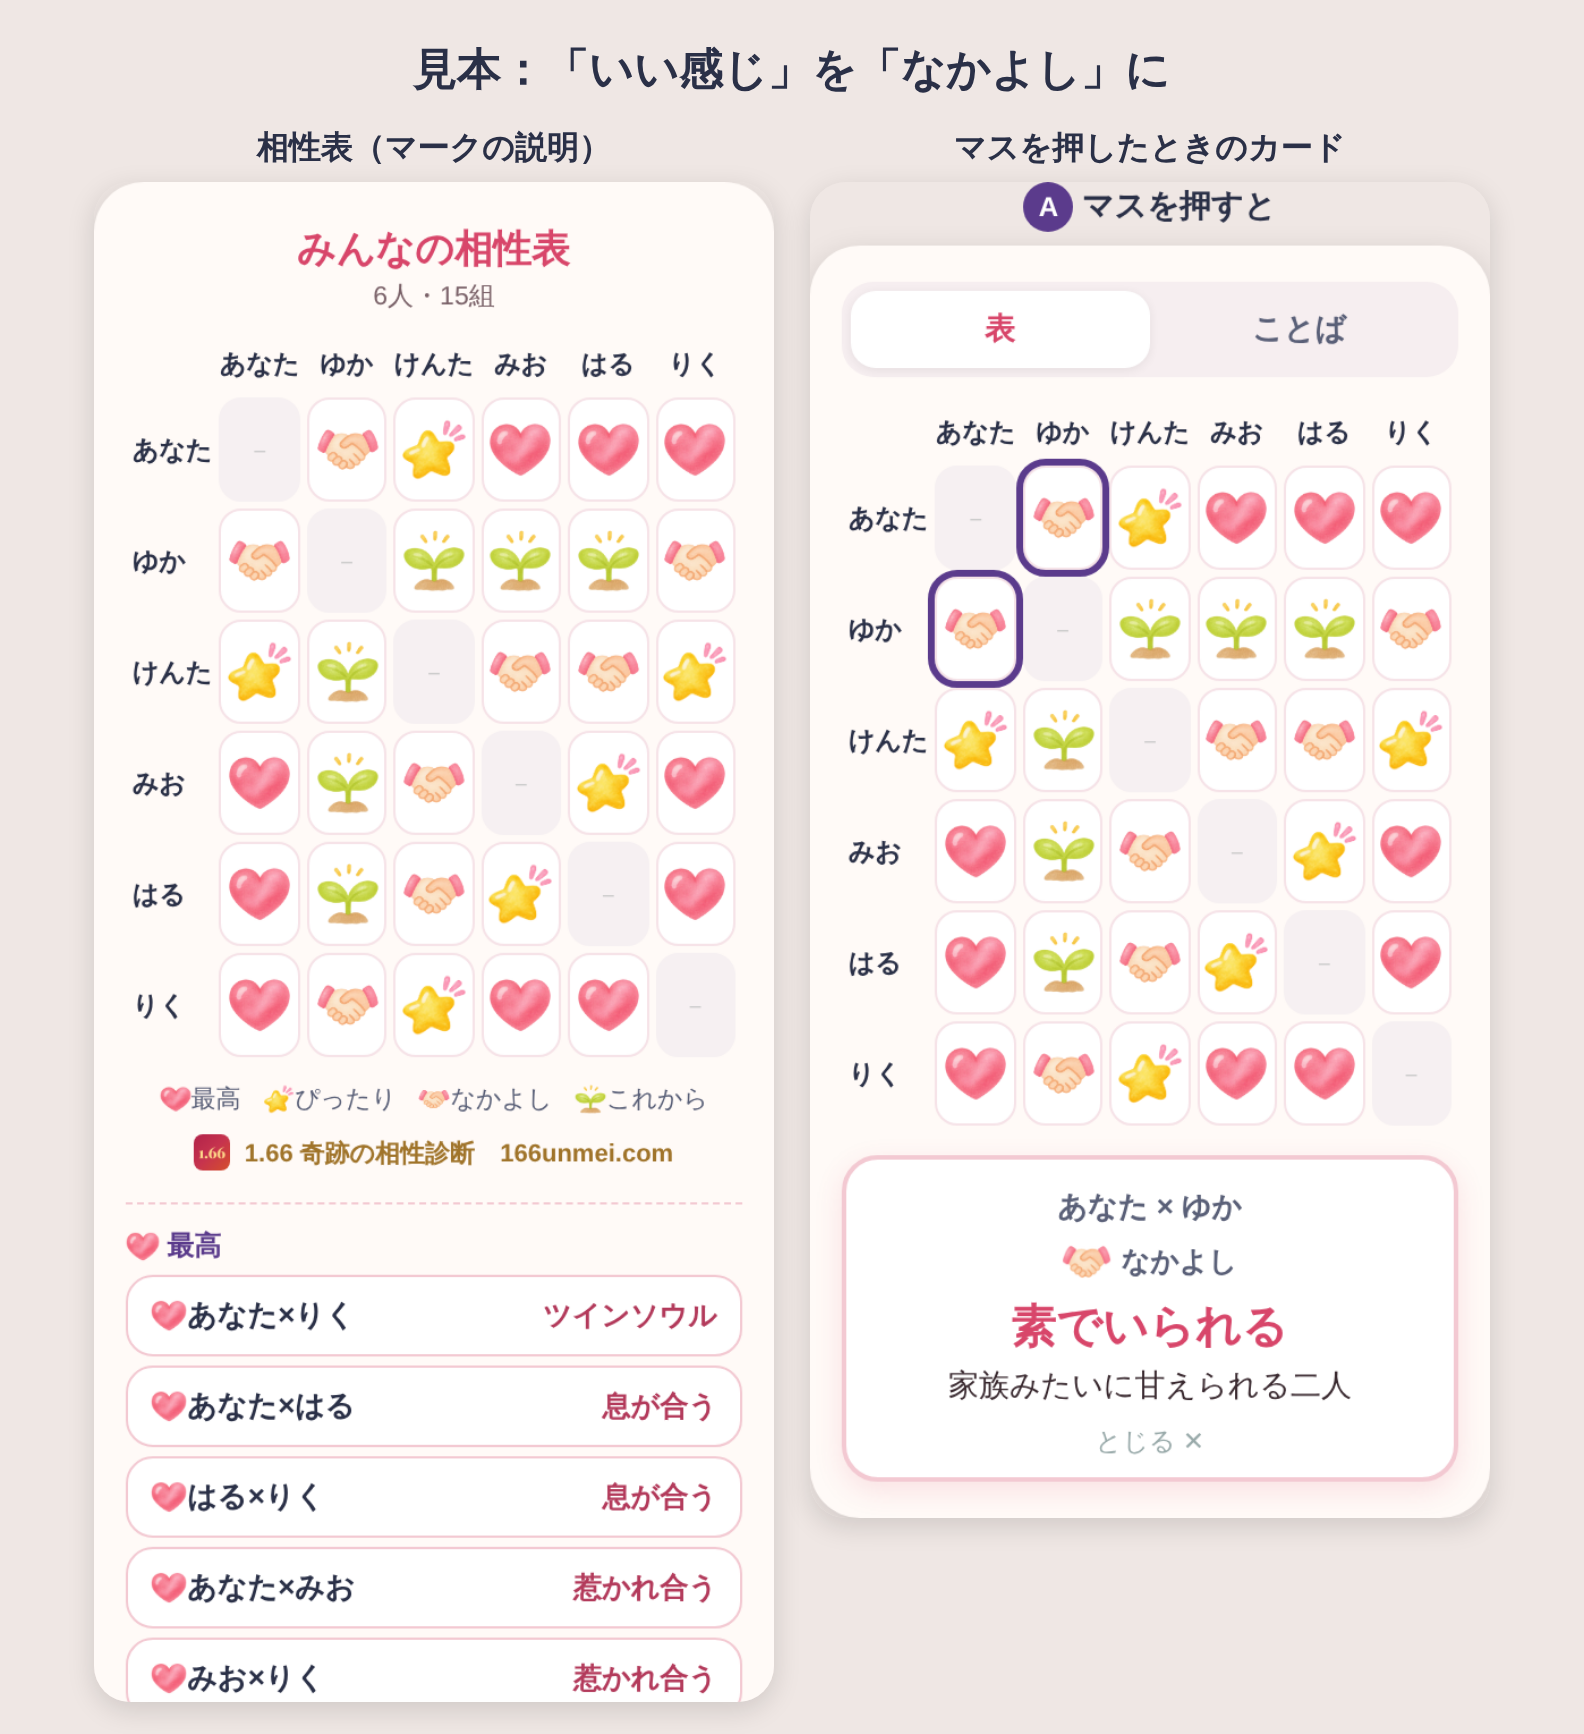 見本：「いい感じ」を「なかよし」に
相性表（マークの説明）
みんなの相性表
6人・15組
あなた ゆか けんた みお はる りく
あなた –
ゆか –
けんた –
みお –
はる –
りく –
最高 ぴったり なかよし これから
1.66 1.66 奇跡の相性診断 166unmei.com
最高
あなた×りく ツインソウル
あなた×はる 息が合う
はる×りく 息が合う
あなた×みお 惹かれ合う
みお×りく 惹かれ合う
マスを押したときのカード
A マスを押すと
表 ことば
あなた ゆか けんた みお はる りく
あなた –
ゆか –
けんた –
みお –
はる –
りく –
あなた × ゆか
なかよし
素でいられる
家族みたいに甘えられる二人
とじる ✕